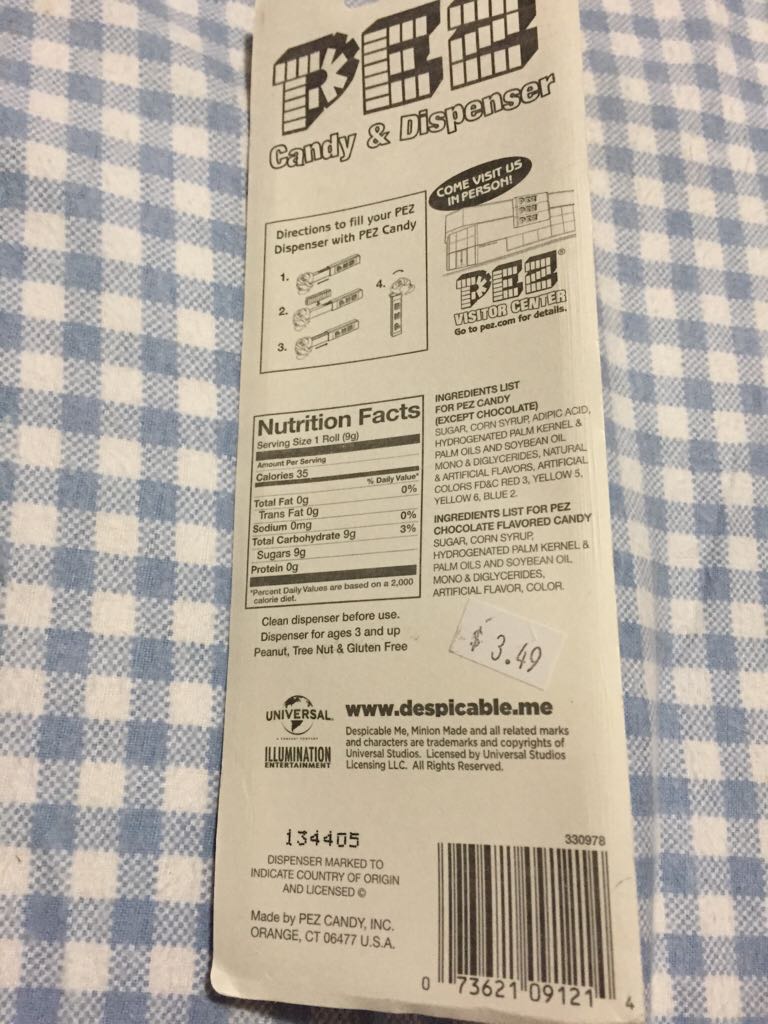 PEZ
Candy & Dispenser
COME VISIT US
IN PERSON!
Directions to fill your PEZ
Dispenser with PEZ Candy
1.
2.
3.
4.
PEZ
PEZ
PEZ
PEZ®
VISITOR CENTER
Go to pez.com for details.
Nutrition Facts
Serving Size 1 Roll (9g)
Amount Per Serving
Calories 35
% Daily Value*
Total Fat 0g 0%
Trans Fat 0g
Sodium 0mg 0%
Total Carbohydrate 9g 3%
Sugars 9g
Protein 0g
*Percent Daily Values are based on a 2,000
calorie diet.
INGREDIENTS LIST
FOR PEZ CANDY
(EXCEPT CHOCOLATE)
SUGAR, CORN SYRUP, ADIPIC ACID,
HYDROGENATED PALM KERNEL &
PALM OILS AND SOYBEAN OIL
MONO & DIGLYCERIDES, NATURAL
& ARTIFICIAL FLAVORS, ARTIFICIAL
COLORS FD&C RED 3, YELLOW 5,
YELLOW 6, BLUE 2.
INGREDIENTS LIST FOR PEZ
CHOCOLATE FLAVORED CANDY
SUGAR, CORN SYRUP,
HYDROGENATED PALM KERNEL &
PALM OILS AND SOYBEAN OIL,
MONO & DIGLYCERIDES,
ARTIFICIAL FLAVOR, COLOR.
Clean dispenser before use.
Dispenser for ages 3 and up
Peanut, Tree Nut & Gluten Free
$ 3.49
UNIVERSAL
ILLUMINATION
ENTERTAINMENT
www.despicable.me
Despicable Me, Minion Made and all related marks
and characters are trademarks and copyrights of
Universal Studios. Licensed by Universal Studios
Licensing LLC. All Rights Reserved.
134405
DISPENSER MARKED TO
INDICATE COUNTRY OF ORIGIN
AND LICENSED ©
Made by PEZ CANDY, INC.
ORANGE, CT 06477 U.S.A.
330978
0 73621 09121 4